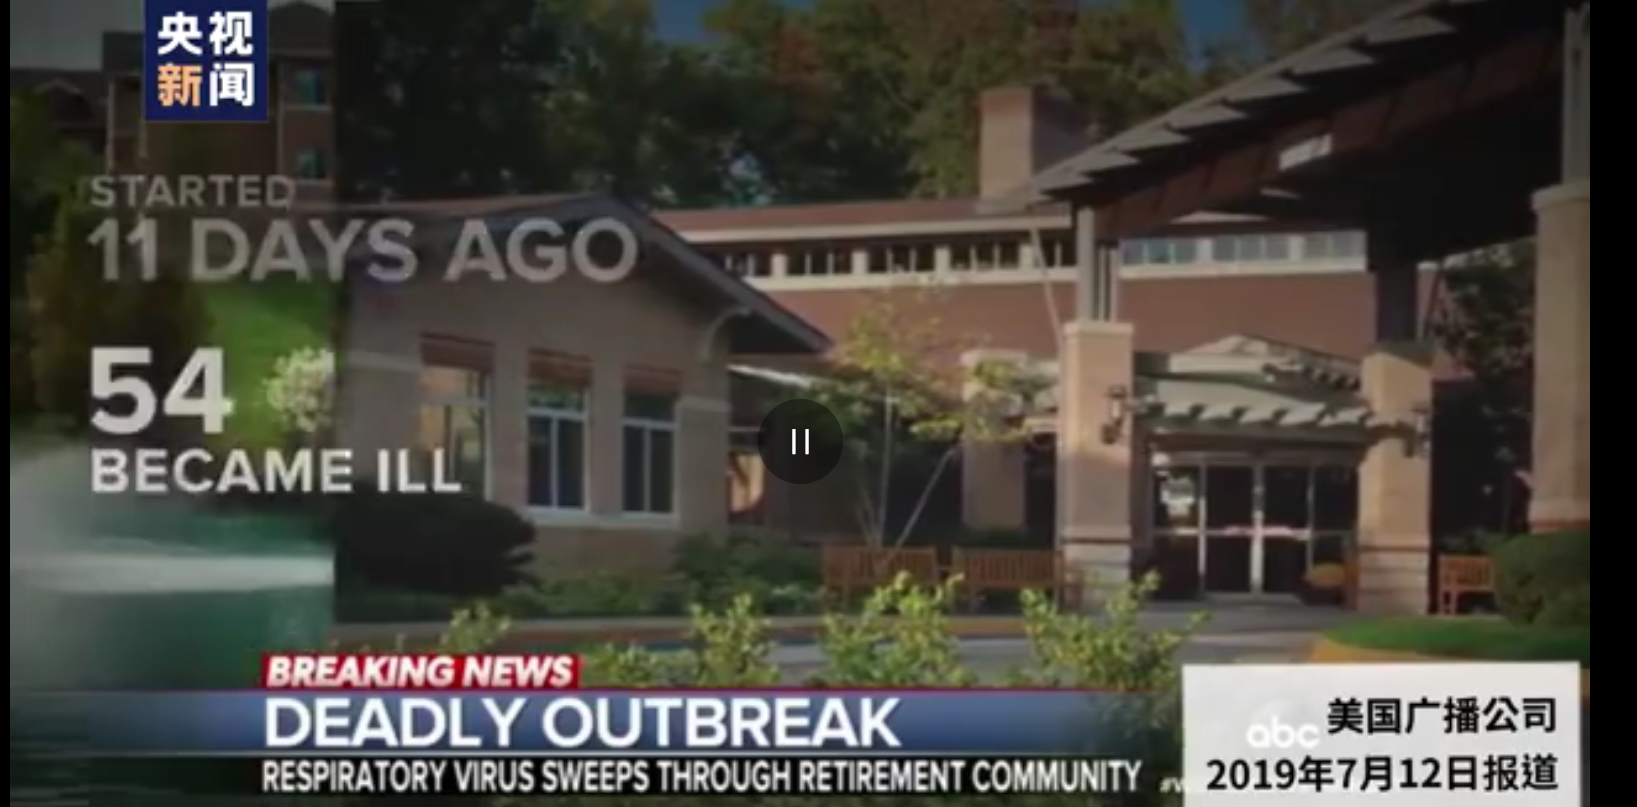 央视
新闻
STARTED
11 DAYS AGO
54
BECAME ILL
BREAKING NEWS
DEADLY OUTBREAK
RESPIRATORY VIRUS SWEEPS THROUGH RETIREMENT COMMUNITY
abc
美国广播公司
2019年7月12日报道